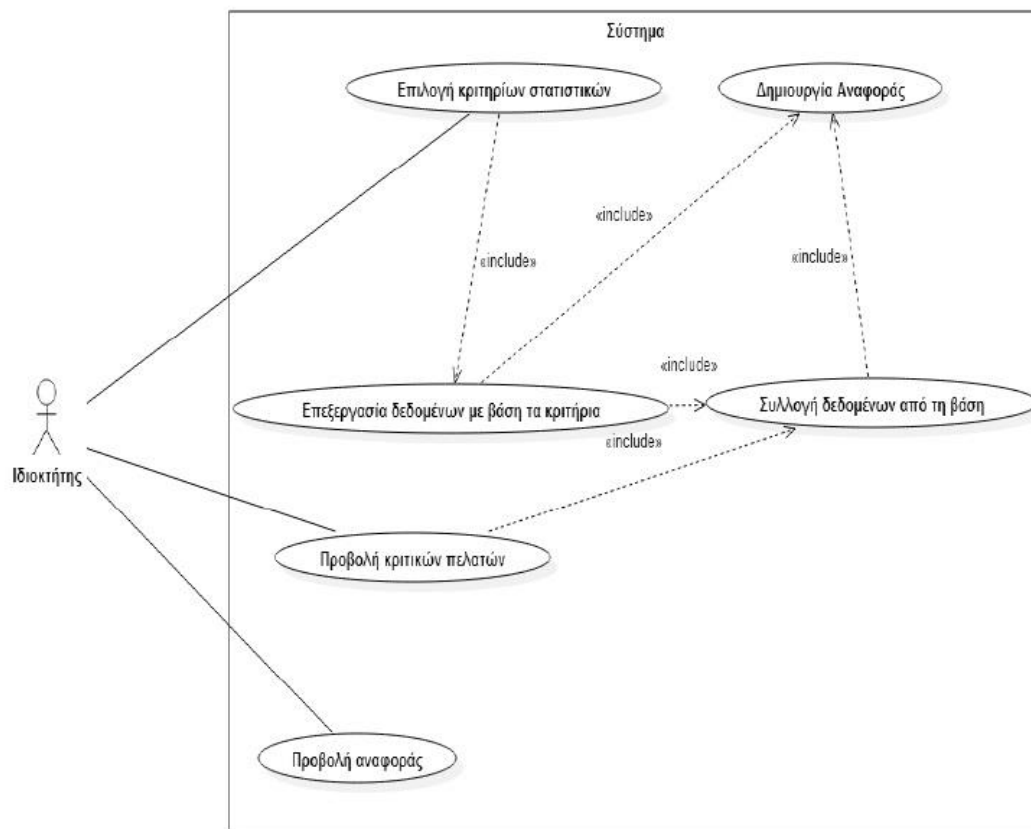 Σύστημα
Επιλογή κριτηρίων στατιστικών
Δημιουργία Αναφοράς
«include»
«include»
«include»
«include»
Επεξεργασία δεδομένων με βάση τα κριτήρια
Συλλογή δεδομένων από τη βάση
«include»
Ιδιοκτήτης
Προβολή κριτικών πελατών
Προβολή αναφοράς